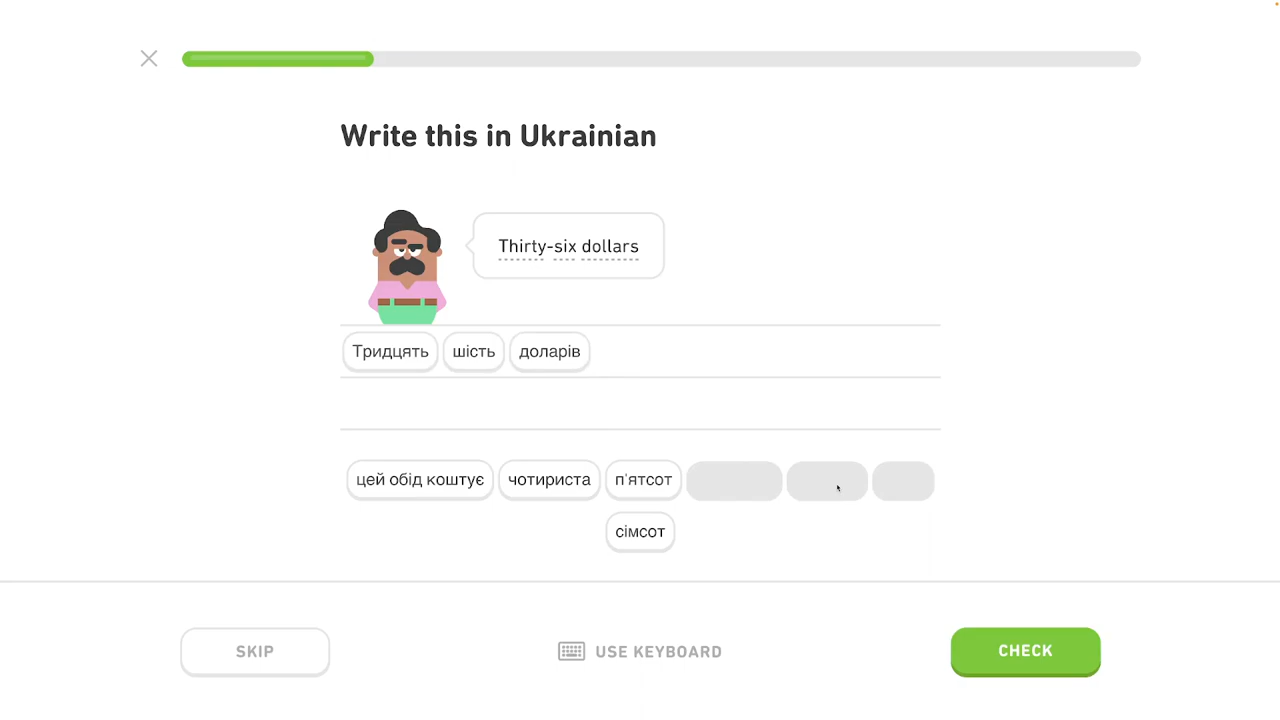 Write this in Ukrainian
Thirty-six dollars
Тридцять шість доларів
цей обід коштує чотириста п'ятсот
сімсот
SKIP USE KEYBOARD CHECK